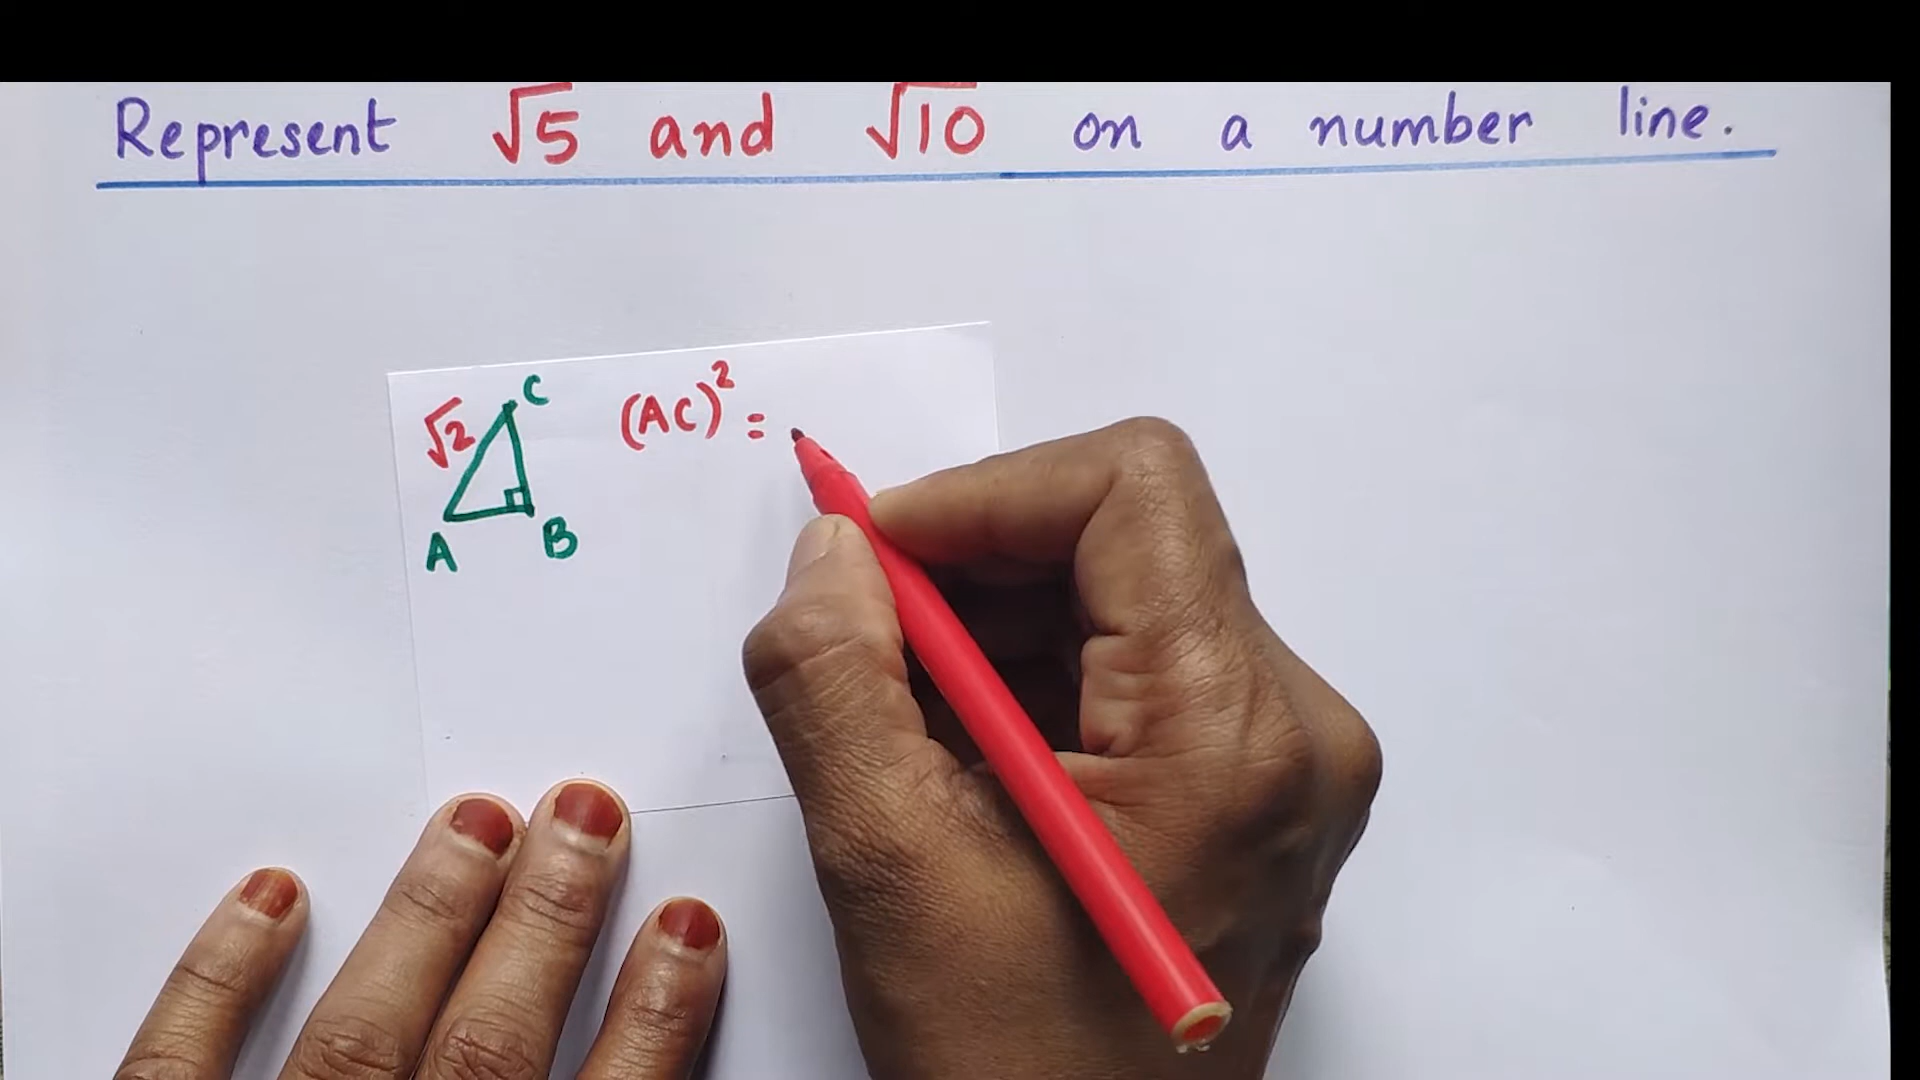 Represent √5 and √10 on a number line.
C
√2
(AC)² =
A
B